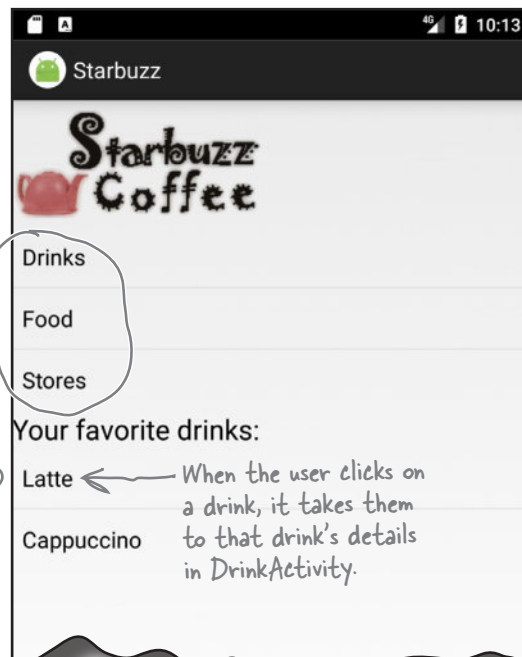 4G 10:13
Starbuzz
Starbuzz
Coffee
Drinks
Food
Stores
Your favorite drinks:
Latte
Cappuccino
When the user clicks on
a drink, it takes them
to that drink's details
in DrinkActivity.